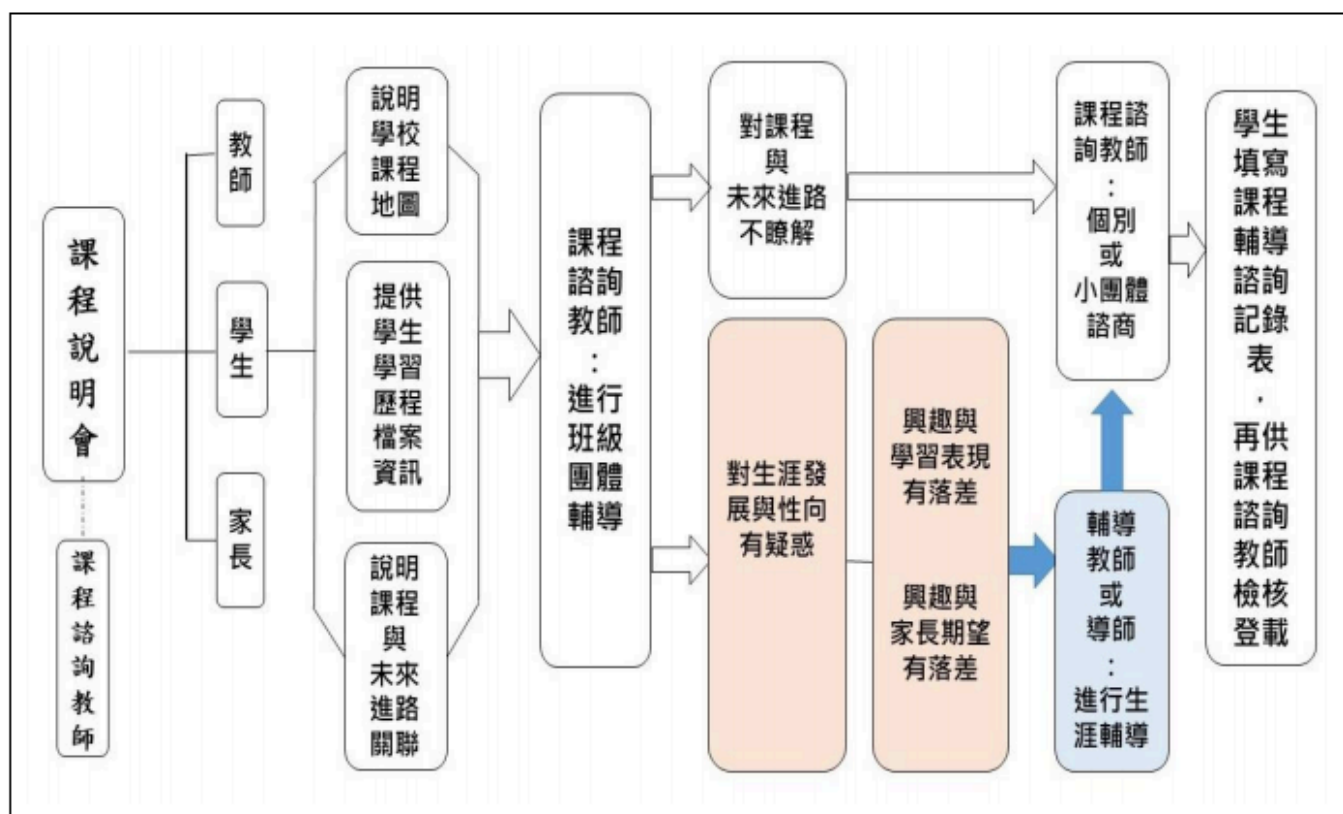 課程說明會
課程諮詢教師
教師
學生
家長
說明
學校
課程
地圖
提供
學生
學習
歷程
檔案
資訊
說明
課程
與
未來
進路
關聯
課程
諮詢
教師
:
進行
班級
團體
輔導
對課程
與
未來進路
不瞭解
對生涯發
展與性向
有疑惑
興趣與
學習表現
有落差
興趣與
家長期望
有落差
課程諮
詢教師
:
個別
或
小團體
諮商
輔導
教師
或
導師
:
進行生
涯輔導
學生
填寫
課程
輔導
諮詢
記錄
表
,
再供
課程
諮詢
教師
檢核
登載